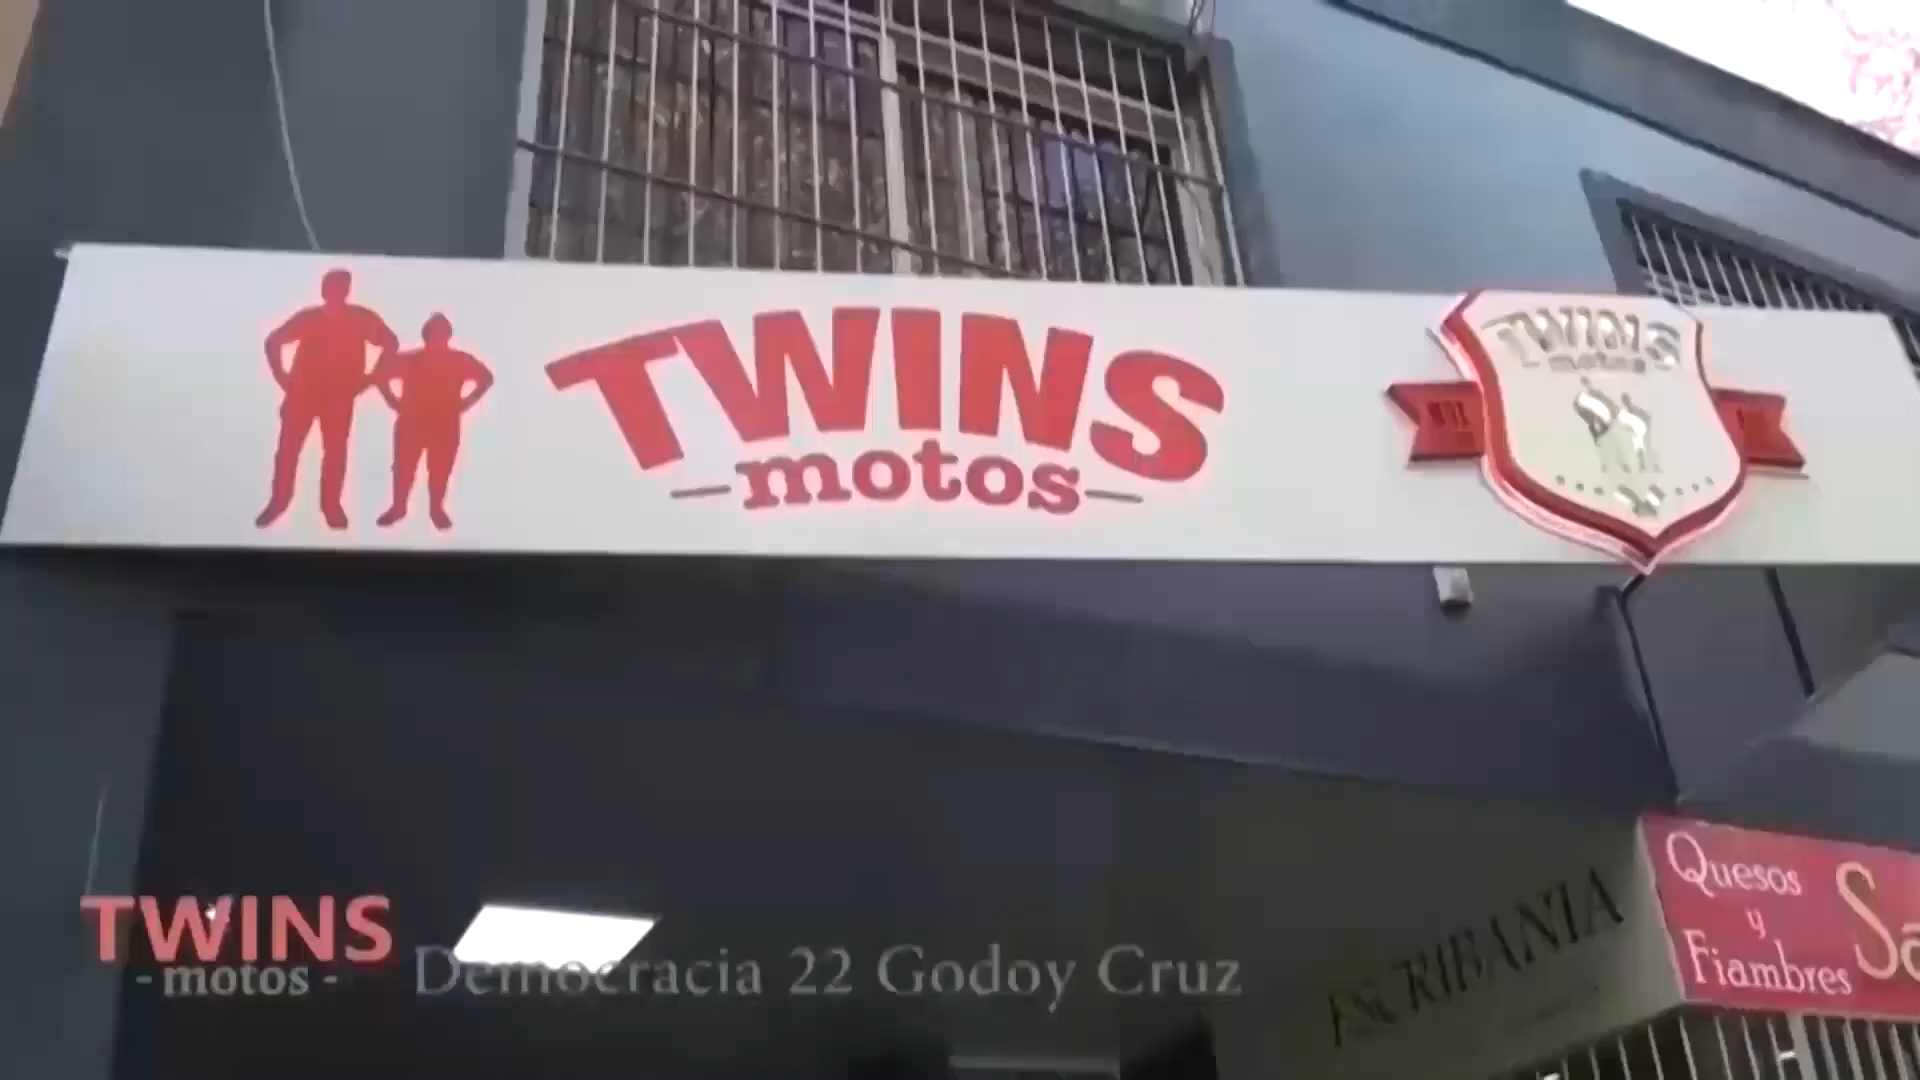 TWINS
-motos-
TWINS
motos
Quesos
y
Fiambres
ESCRIBANIA
TWINS
- motos -
Democracia 22 Godoy Cruz